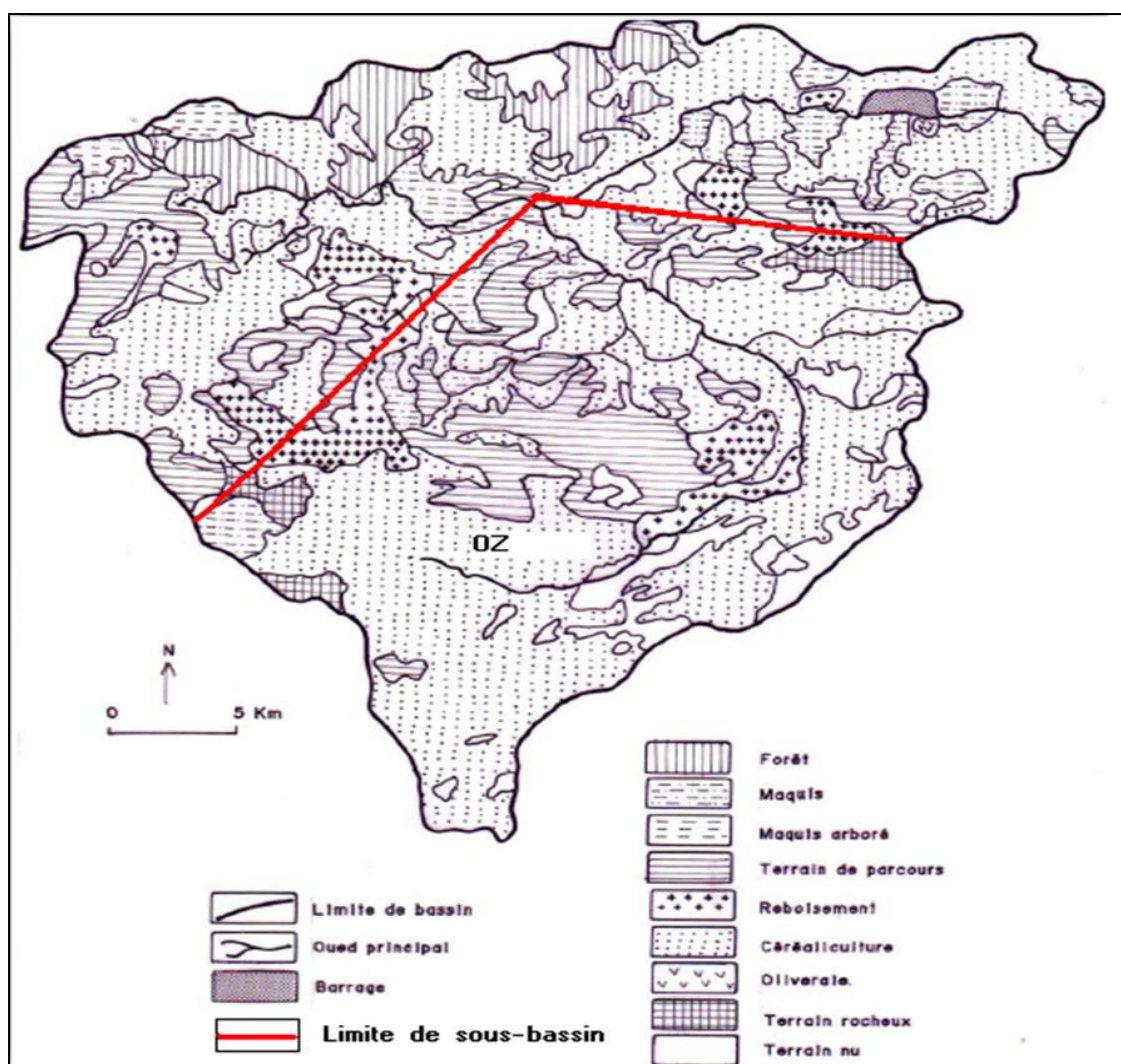 OZ
N
0 5 Km
Forêt
Maquis
Maquis arboré
Terrain de parcours
Reboisement
Céréaliculture
Oliveraie.
Terrain rocheux
Terrain nu
Limite de bassin
Oued principal
Barrage
Limite de sous-bassin